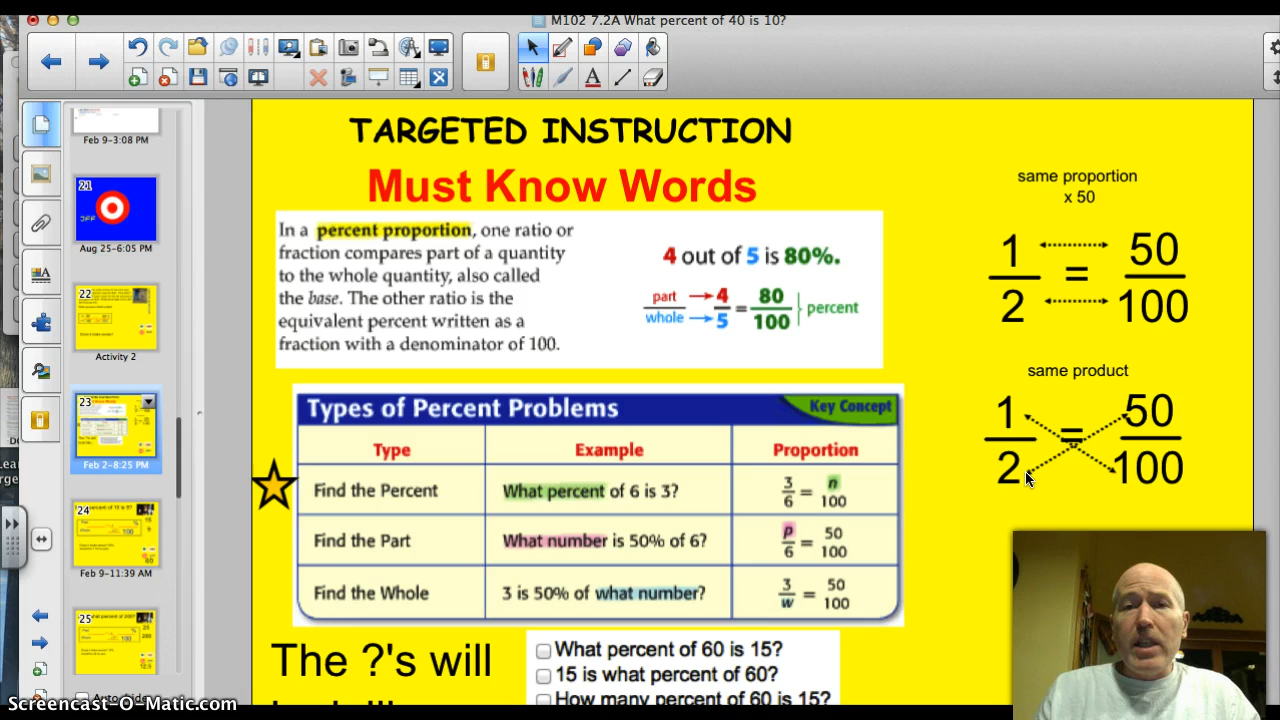 M102 7.2A What percent of 40 is 10?
Feb 9-3:08 PM
21
Aug 25-6:05 PM
22
Activity 2
23
Feb 2-8:25 PM
24
Feb 9-11:39 AM
25
TARGETED INSTRUCTION
Must Know Words
In a percent proportion, one ratio or
fraction compares part of a quantity
to the whole quantity, also called
the base. The other ratio is the
equivalent percent written as a
fraction with a denominator of 100.
4 out of 5 is 80%.
part → 4 = 80 } percent
whole → 5 100
same proportion
x 50
1 = 50
2 100
same product
1 = 50
2 100
Types of Percent Problems Key Concept
Type Example Proportion
Find the Percent What percent of 6 is 3? 3/6 = n/100
Find the Part What number is 50% of 6? p/6 = 50/100
Find the Whole 3 is 50% of what number? 3/w = 50/100
The ?'s will
What percent of 60 is 15?
15 is what percent of 60?
How many percent of 60 is 15?
Screencast-O-Matic.com